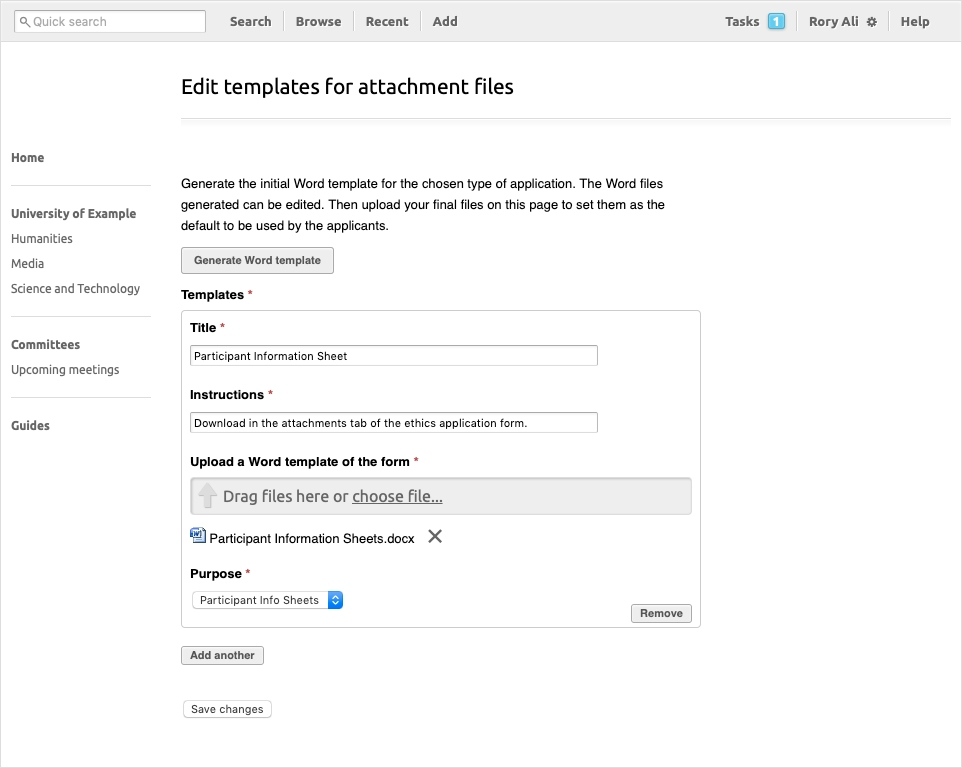 Quick search
Search
Browse
Recent
Add
Tasks 1
Rory Ali
Help
Edit templates for attachment files
Home
University of Example
Humanities
Media
Science and Technology
Committees
Upcoming meetings
Guides
Generate the initial Word template for the chosen type of application. The Word files
generated can be edited. Then upload your final files on this page to set them as the
default to be used by the applicants.
Generate Word template
Templates *
Title *
Participant Information Sheet
Instructions *
Download in the attachments tab of the ethics application form.
Upload a Word template of the form *
Drag files here or choose file...
Participant Information Sheets.docx
Purpose *
Participant Info Sheets
Remove
Add another
Save changes